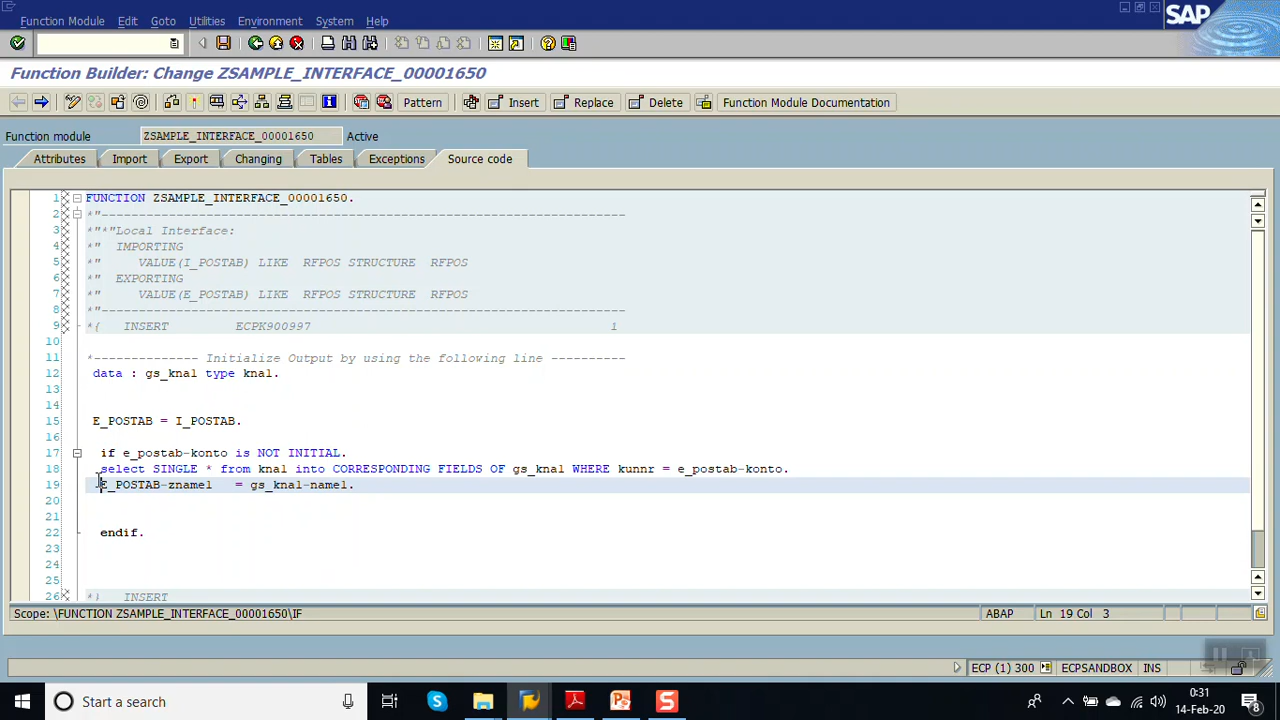 Function Module Edit Goto Utilities Environment System Help
SAP
Function Builder: Change ZSAMPLE_INTERFACE_00001650
Pattern Insert Replace Delete Function Module Documentation
Function module ZSAMPLE_INTERFACE_00001650 Active
Attributes Import Export Changing Tables Exceptions Source code
1 FUNCTION ZSAMPLE_INTERFACE_00001650.
2 *"----------------------------------------------------------------------
3 *"*"Local Interface:
4 *" IMPORTING
5 *" VALUE(I_POSTAB) LIKE RFPOS STRUCTURE RFPOS
6 *" EXPORTING
7 *" VALUE(E_POSTAB) LIKE RFPOS STRUCTURE RFPOS
8 *"----------------------------------------------------------------------
9 *{ INSERT ECPK900997 1
10
11 *-------------- Initialize Output by using the following line ----------
12 data : gs_kna1 type kna1.
13
14
15 E_POSTAB = I_POSTAB.
16
17 if e_postab-konto is NOT INITIAL.
18 select SINGLE * from kna1 into CORRESPONDING FIELDS OF gs_kna1 WHERE kunnr = e_postab-konto.
19 E_POSTAB-zname1 = gs_kna1-name1.
20
21
22 endif.
23
24
25
26 *} INSERT
Scope: \FUNCTION ZSAMPLE_INTERFACE_00001650\IF ABAP Ln 19 Col 3
ECP (1) 300 ECPSANDBOX INS
Start a search
0:31
14-Feb-20
8